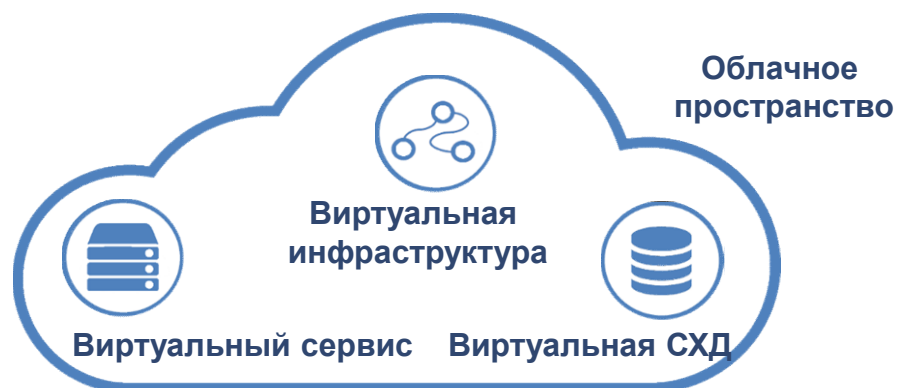 Облачное
пространство
Виртуальная
инфраструктура
Виртуальный сервис
Виртуальная СХД